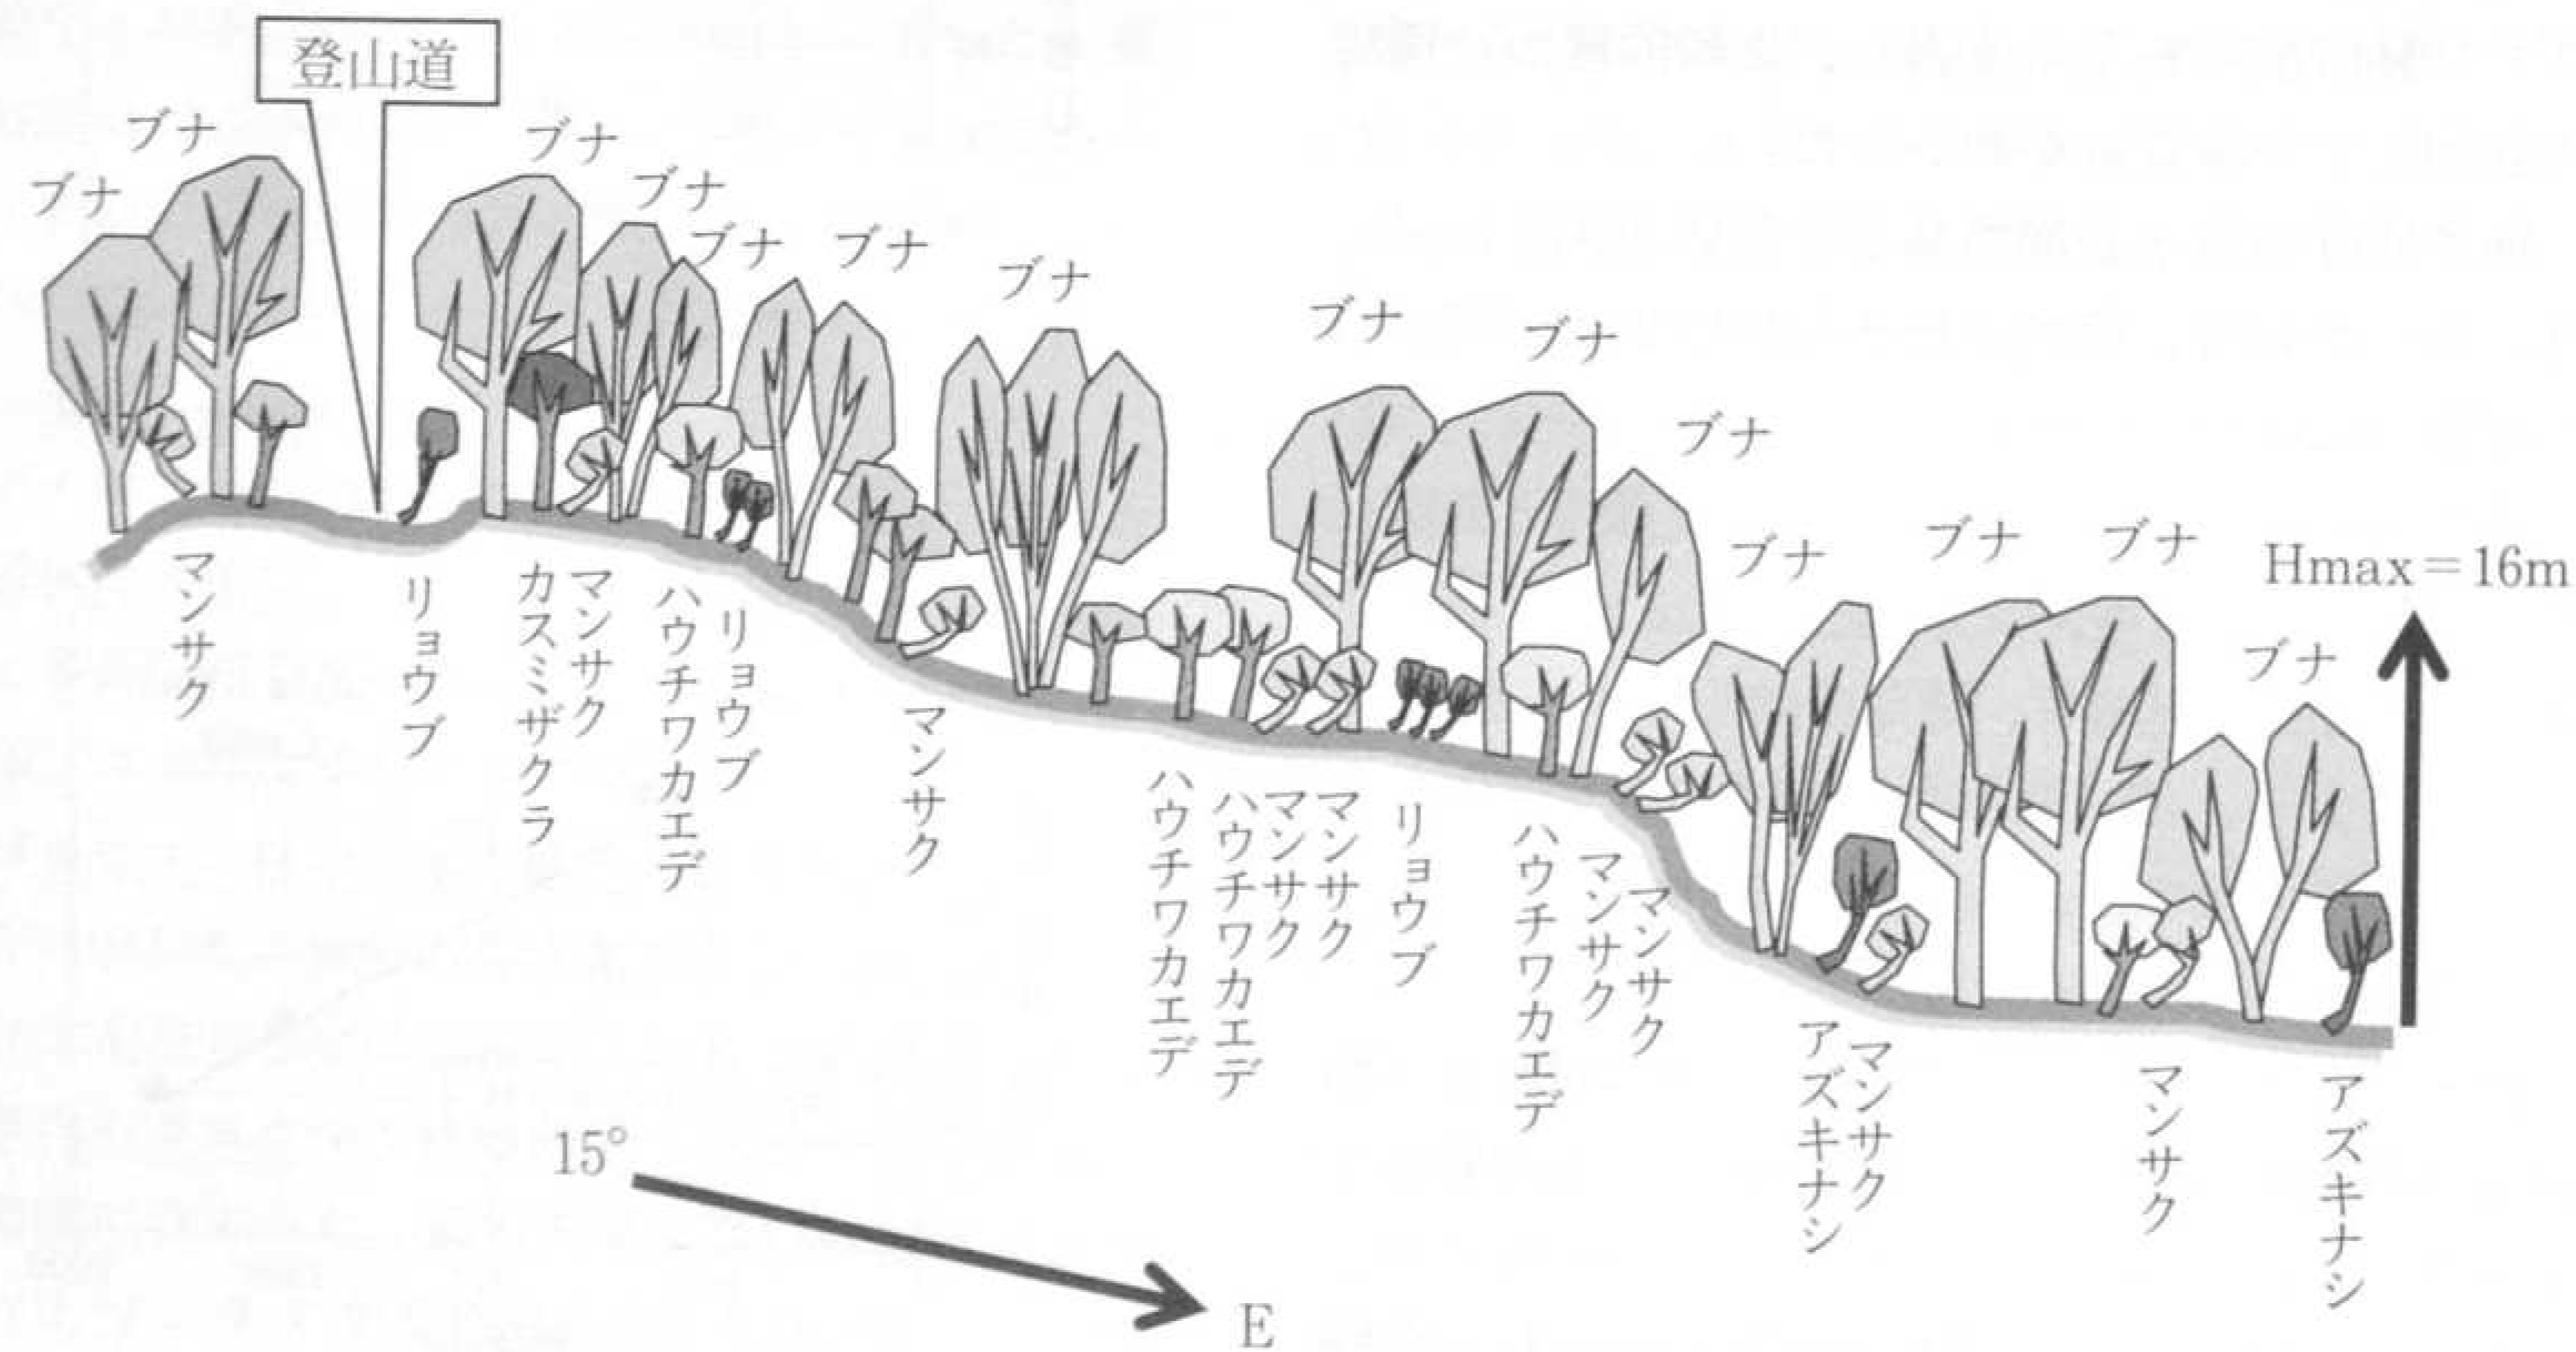 登山道
ブナ
ブナ
ブナ
ブナ
ブナ
ブナ
ブナ
ブナ
ブナ
ブナ
ブナ
ブナ
ブナ
ブナ
Hmax＝16m
マンサク
リョウブ
カスミザクラ
マンサク
ハウチワカエデ
リョウブ
マンサク
ハウチワカエデ
ハウチワカエデ
マンサク
マンサク
リョウブ
ハウチワカエデ
マンサク
マンサク
アズキナシ
マンサク
マンサク
アズキナシ
15°
E